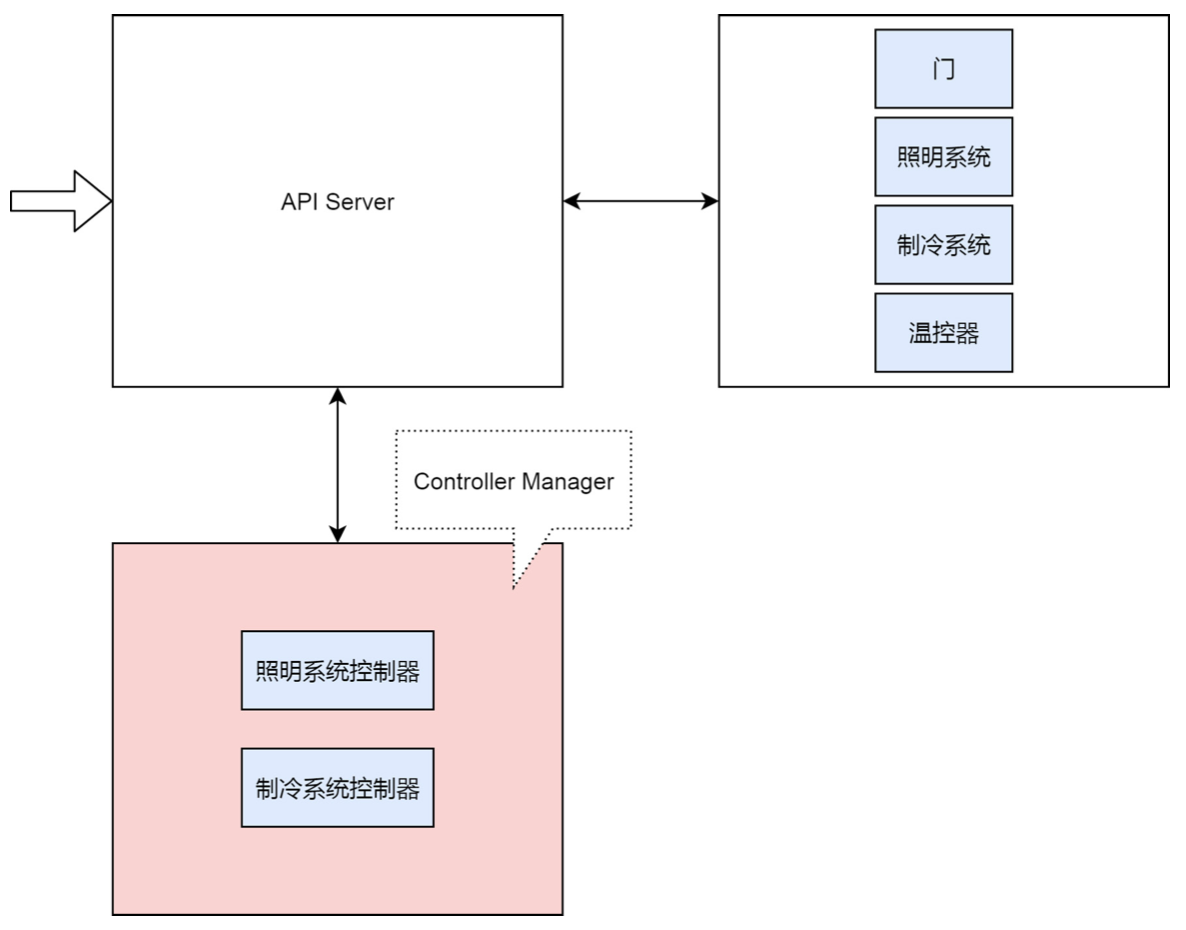 API Server
门
照明系统
制冷系统
温控器
Controller Manager
照明系统控制器
制冷系统控制器